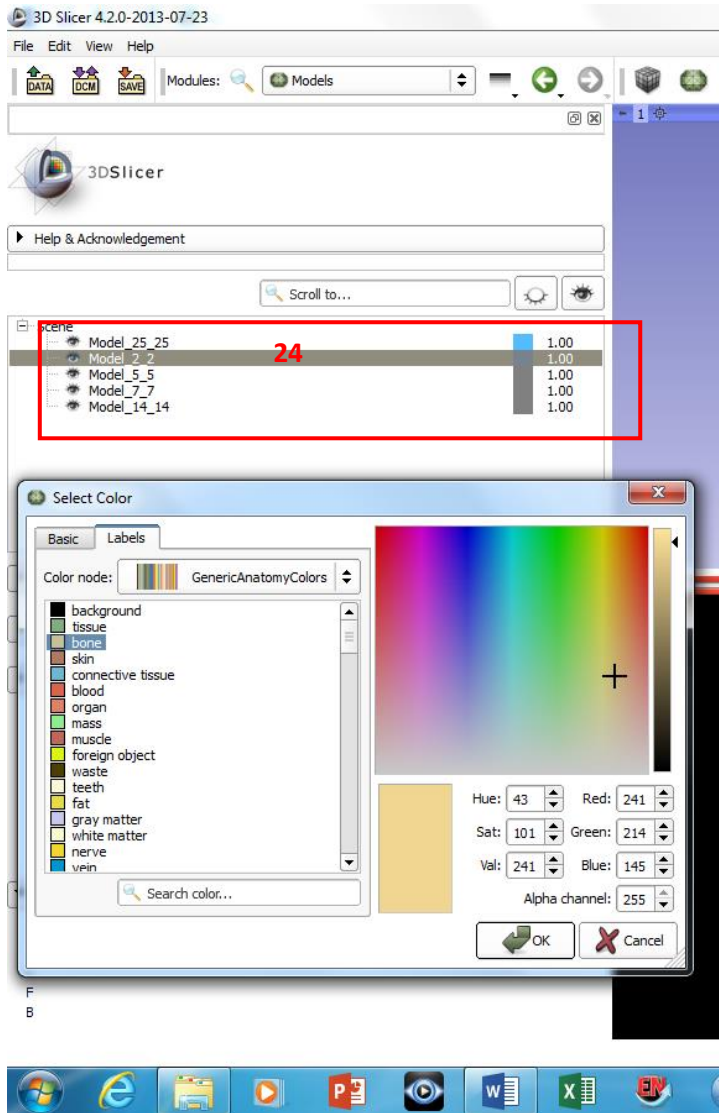 3D Slicer 4.2.0-2013-07-23
File Edit View Help
DATA DCM SAVE Modules: Models
1
3DSlicer
Help & Acknowledgement
Scroll to...
Scene
Model_25_25 1.00
24
Model_2_2 1.00
Model_5_5 1.00
Model_7_7 1.00
Model_14_14 1.00
Select Color
Basic Labels
Color node: GenericAnatomyColors
background
tissue
bone
skin
connective tissue
blood
organ
mass
muscle
foreign object
waste
teeth
fat
gray matter
white matter
nerve
vein
Search color...
Hue: 43 Red: 241
Sat: 101 Green: 214
Val: 241 Blue: 145
Alpha channel: 255
OK Cancel
F
B
EN